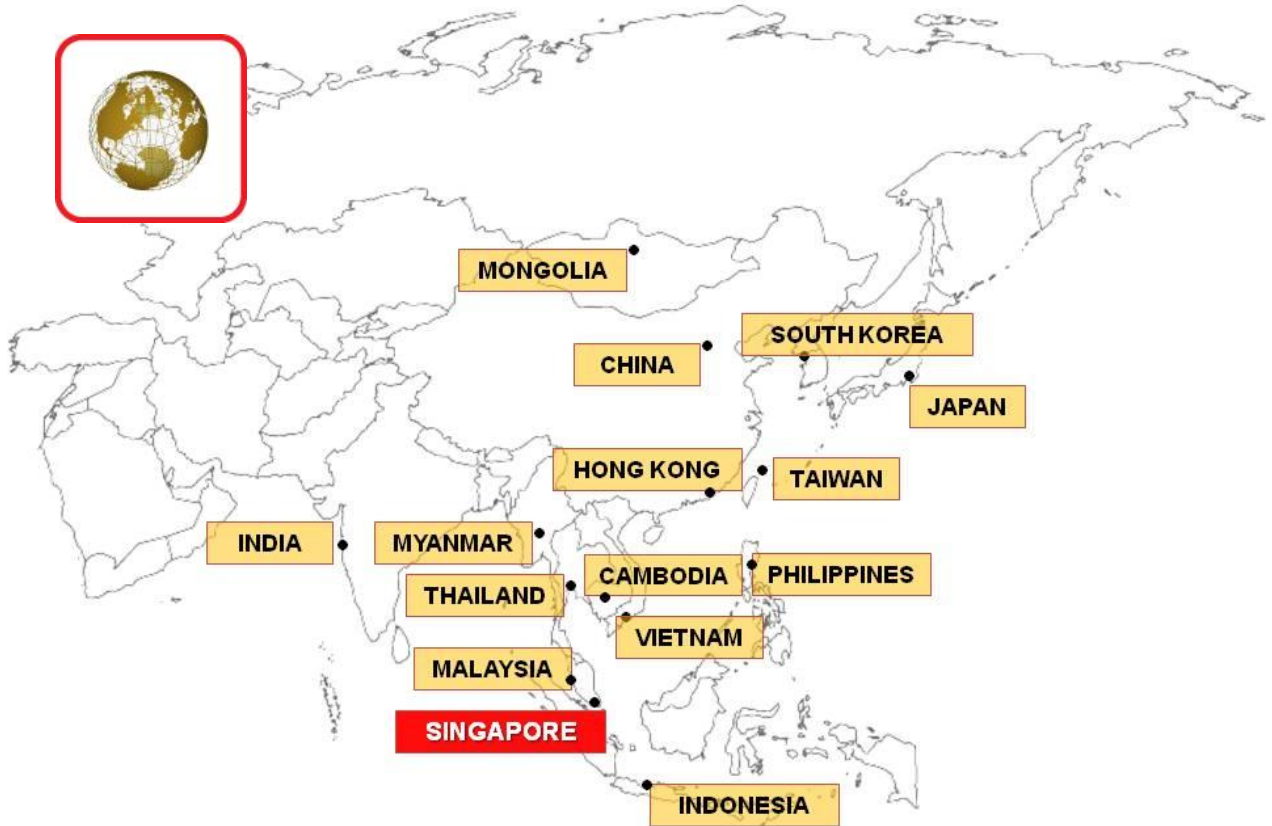 MONGOLIA
SOUTH KOREA
CHINA
JAPAN
HONG KONG
TAIWAN
INDIA
MYANMAR
CAMBODIA
PHILIPPINES
THAILAND
VIETNAM
MALAYSIA
SINGAPORE
INDONESIA